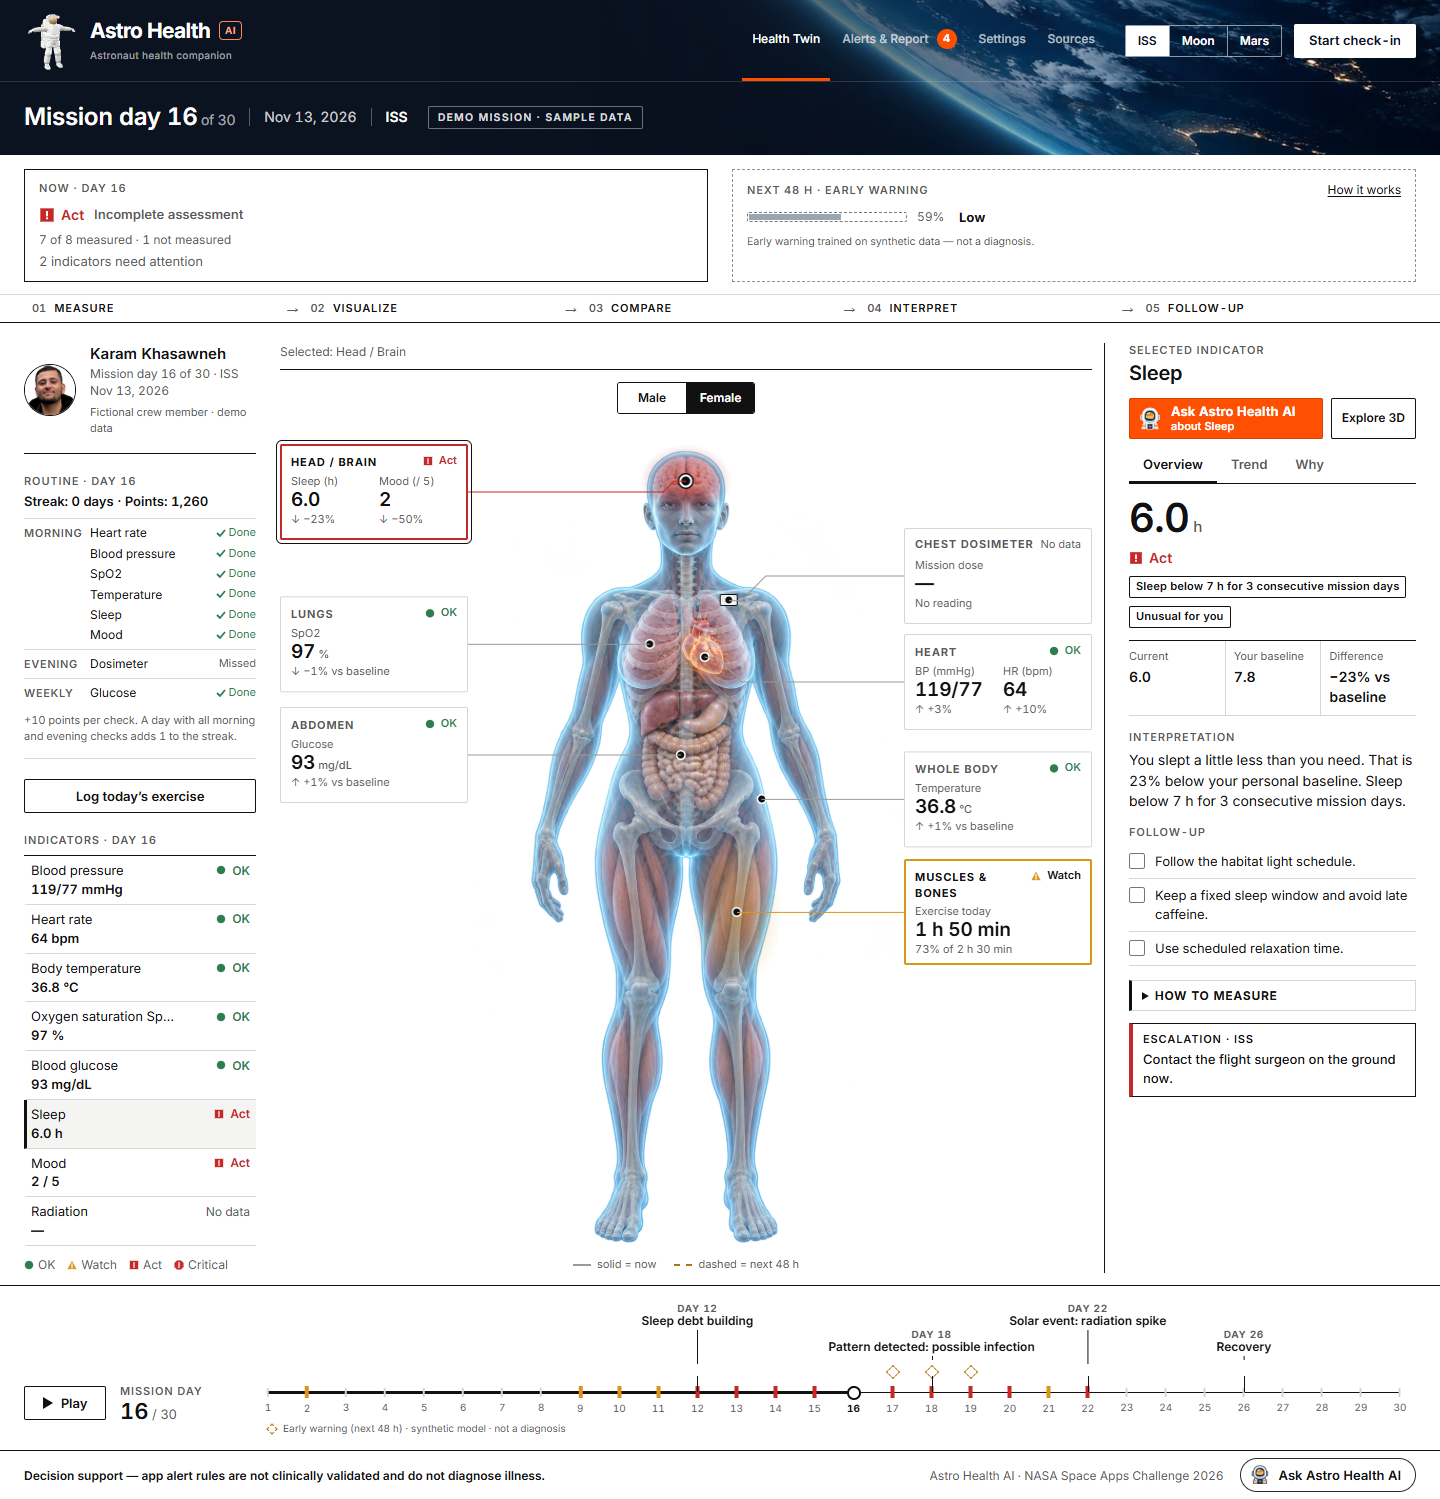 Astro Health AI
Astronaut health companion
Health Twin
Alerts & Report 4
Settings
Sources
ISS Moon Mars
Start check-in
Mission day 16 of 30
Nov 13, 2026
ISS
DEMO MISSION · SAMPLE DATA
NOW · DAY 16
Act Incomplete assessment
7 of 8 measured · 1 not measured
2 indicators need attention
NEXT 48 H · EARLY WARNING
How it works
59% Low
Early warning trained on synthetic data — not a diagnosis.
01 MEASURE
→ 02 VISUALIZE
→ 03 COMPARE
→ 04 INTERPRET
→ 05 FOLLOW-UP
Karam Khasawneh
Mission day 16 of 30 · ISS
Nov 13, 2026
Fictional crew member · demo
data
ROUTINE · DAY 16
Streak: 0 days · Points: 1,260
MORNING Heart rate Done
Blood pressure Done
SpO2 Done
Temperature Done
Sleep Done
Mood Done
EVENING Dosimeter Missed
WEEKLY Glucose Done
+10 points per check. A day with all morning
and evening checks adds 1 to the streak.
Log today’s exercise
INDICATORS · DAY 16
Blood pressure OK
119/77 mmHg
Heart rate OK
64 bpm
Body temperature OK
36.8 °C
Oxygen saturation Sp... OK
97 %
Blood glucose OK
93 mg/dL
Sleep Act
6.0 h
Mood Act
2 / 5
Radiation No data
—
OK Watch Act Critical
Selected: Head / Brain
Male Female
HEAD / BRAIN Act
Sleep (h) Mood (/ 5)
6.0 2
↓ −23% ↓ −50%
LUNGS OK
SpO2
97 %
↓ −1% vs baseline
ABDOMEN OK
Glucose
93 mg/dL
↑ +1% vs baseline
CHEST DOSIMETER No data
Mission dose
—
No reading
HEART OK
BP (mmHg) HR (bpm)
119/77 64
↑ +3% ↑ +10%
WHOLE BODY OK
Temperature
36.8 °C
↑ +1% vs baseline
MUSCLES & Watch
BONES
Exercise today
1 h 50 min
73% of 2 h 30 min
solid = now dashed = next 48 h
SELECTED INDICATOR
Sleep
Ask Astro Health AI
about Sleep
Explore 3D
Overview Trend Why
6.0 h
Act
Sleep below 7 h for 3 consecutive mission days
Unusual for you
Current Your baseline Difference
6.0 7.8 −23% vs
baseline
INTERPRETATION
You slept a little less than you need. That is
23% below your personal baseline. Sleep
below 7 h for 3 consecutive mission days.
FOLLOW-UP
Follow the habitat light schedule.
Keep a fixed sleep window and avoid late
caffeine.
Use scheduled relaxation time.
HOW TO MEASURE
ESCALATION · ISS
Contact the flight surgeon on the ground
now.
Play
MISSION DAY
16 / 30
DAY 12
Sleep debt building
DAY 18
Pattern detected: possible infection
DAY 22
Solar event: radiation spike
DAY 26
Recovery
1 2 3 4 5 6 7 8 9 10 11 12 13 14 15 16 17 18 19 20 21 22 23 24 25 26 27 28 29 30
Early warning (next 48 h) · synthetic model · not a diagnosis
Decision support — app alert rules are not clinically validated and do not diagnose illness.
Astro Health AI · NASA Space Apps Challenge 2026
Ask Astro Health AI